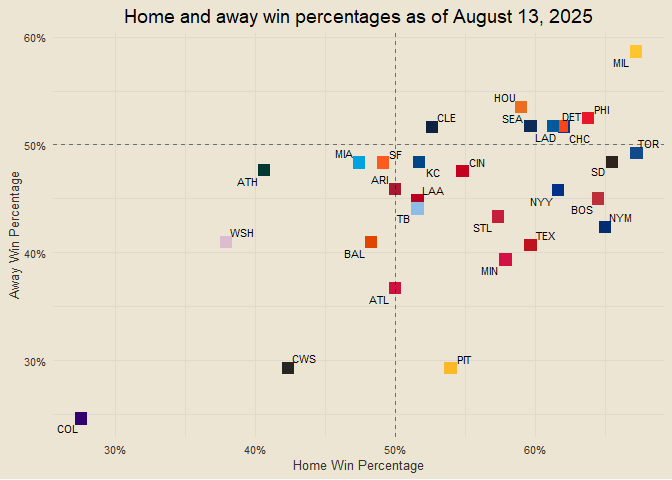 Home and away win percentages as of August 13, 2025
60%
MIL
HOU
PHI
CLE
SEA
DET
LAD
CHC
50%
TOR
MIA
SF
KC
CIN
SD
ATH
ARI
LAA
NYY
BOS
TB
STL
NYM
WSH
TEX
BAL
MIN
40%
ATL
30%
CWS
PIT
COL
Away Win Percentage
30%
40%
50%
60%
Home Win Percentage